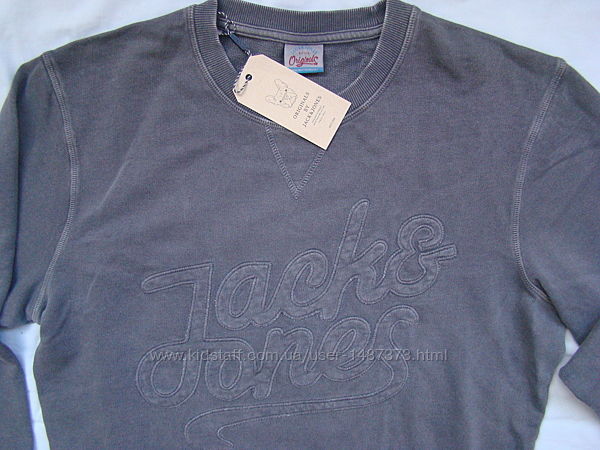 Originals
ORIGINALS
BY
JACK&JONES
Jack&
Jones
www.kidstaff.com.ua/user-1437373.html